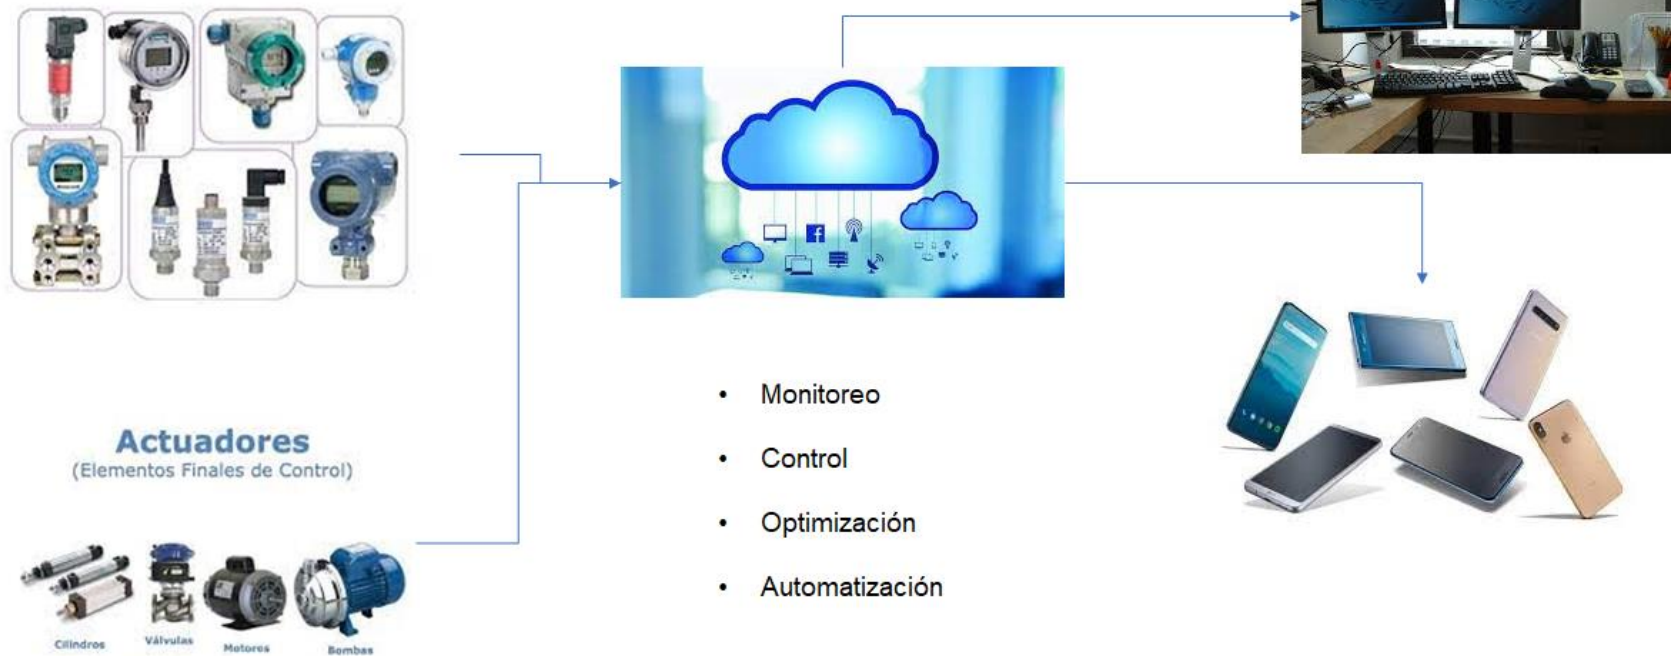 Actuadores
(Elementos Finales de Control)
Cilindros
Válvulas
Motores
Bombas
• Monitoreo
• Control
• Optimización
• Automatización